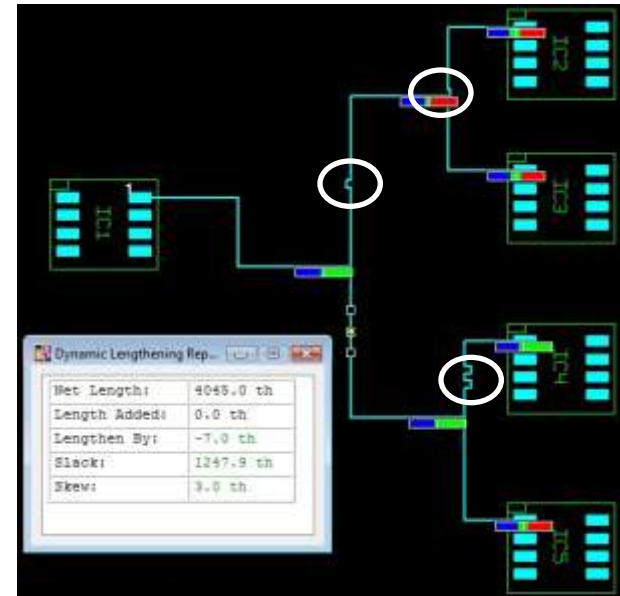 IC2
IC1
IC3
IC4
IC5
Dynamic Lengthening Rep...
Net Length: 4045.0 th
Length Added: 0.0 th
Lengthen By: -7.0 th
Slack: 1247.9 th
Skew: 3.0 th